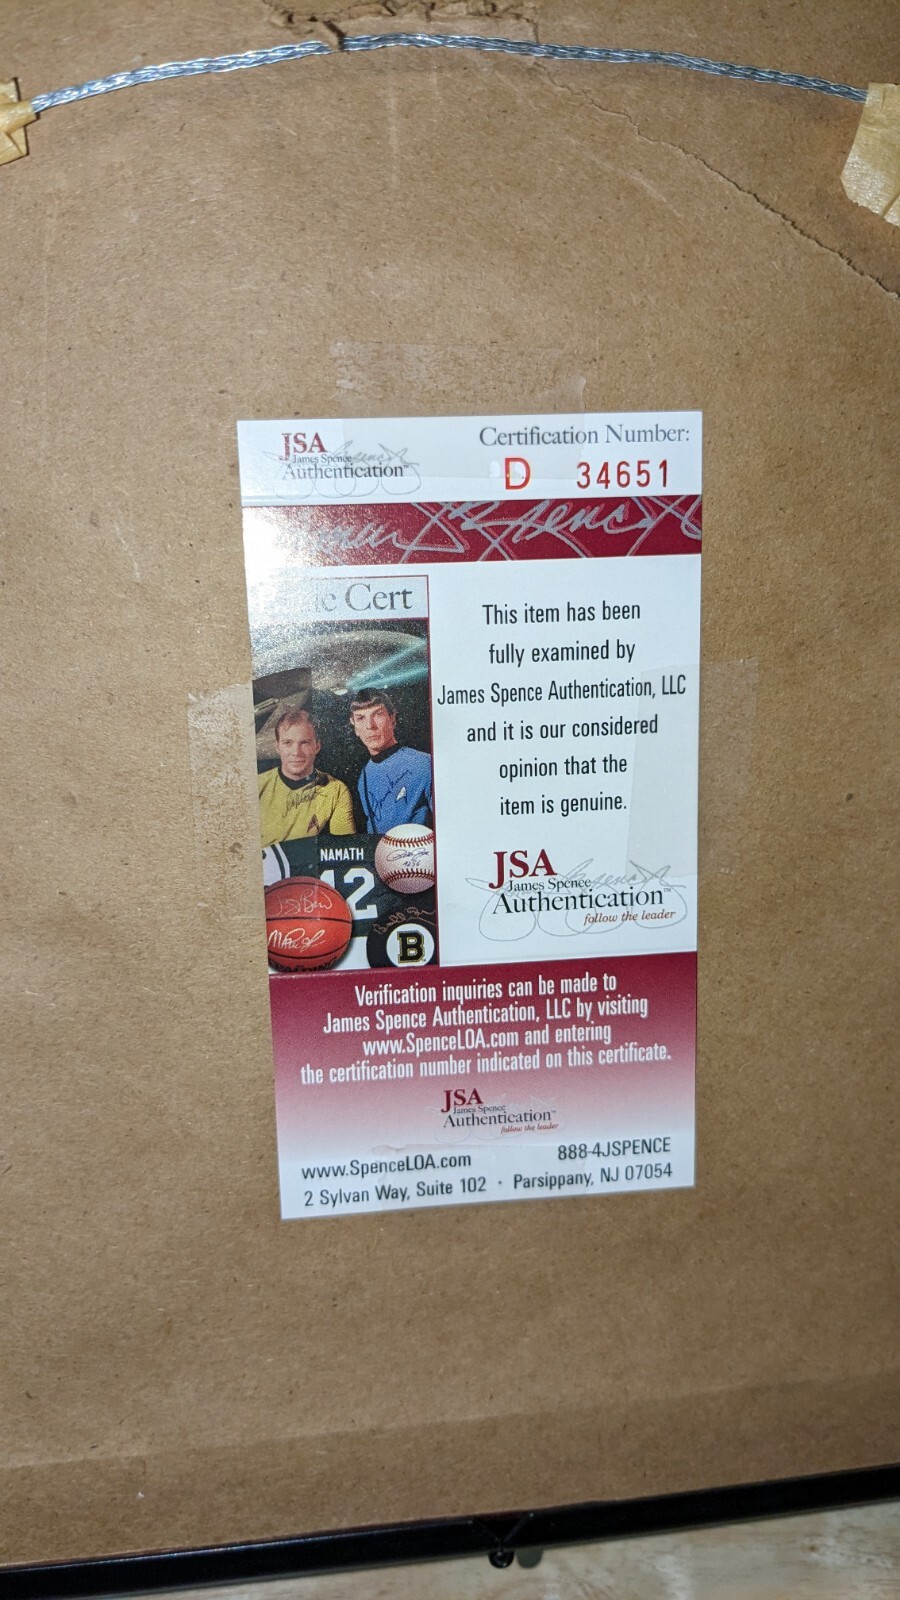 JSA
James Spence
Authentication™
Certification Number:
D 34651
Cert
This item has been
fully examined by
James Spence Authentication, LLC
and it is our considered
opinion that the
item is genuine.
NAMATH
12
B
JSA
James Spence
Authentication™
follow the leader
Verification inquiries can be made to
James Spence Authentication, LLC by visiting
www.SpenceLOA.com and entering
the certification number indicated on this certificate.
JSA
James Spence
Authentication™
follow the leader
www.SpenceLOA.com
888-4JSPENCE
2 Sylvan Way, Suite 102 · Parsippany, NJ 07054